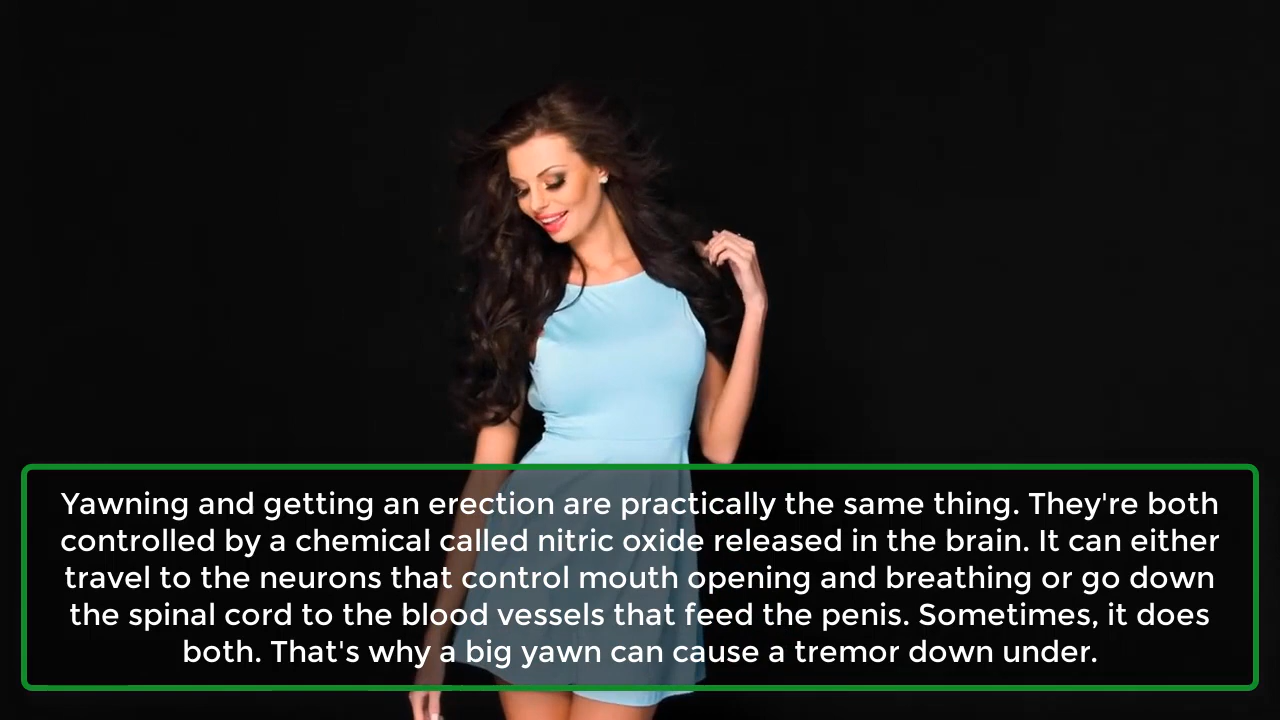 Yawning and getting an erection are practically the same thing. They're both
controlled by a chemical called nitric oxide released in the brain. It can either
travel to the neurons that control mouth opening and breathing or go down
the spinal cord to the blood vessels that feed the penis. Sometimes, it does
both. That's why a big yawn can cause a tremor down under.